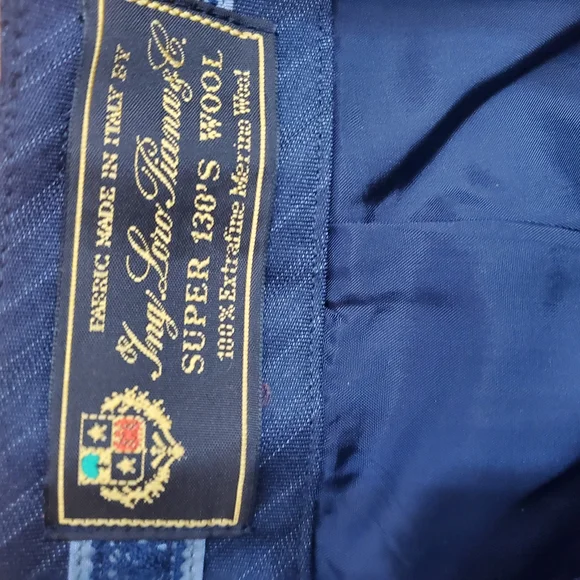 FABRIC MADE IN ITALY BY
Ing. Loro Piana & C.
SUPER 130'S WOOL
100% Extrafine Merino Wool